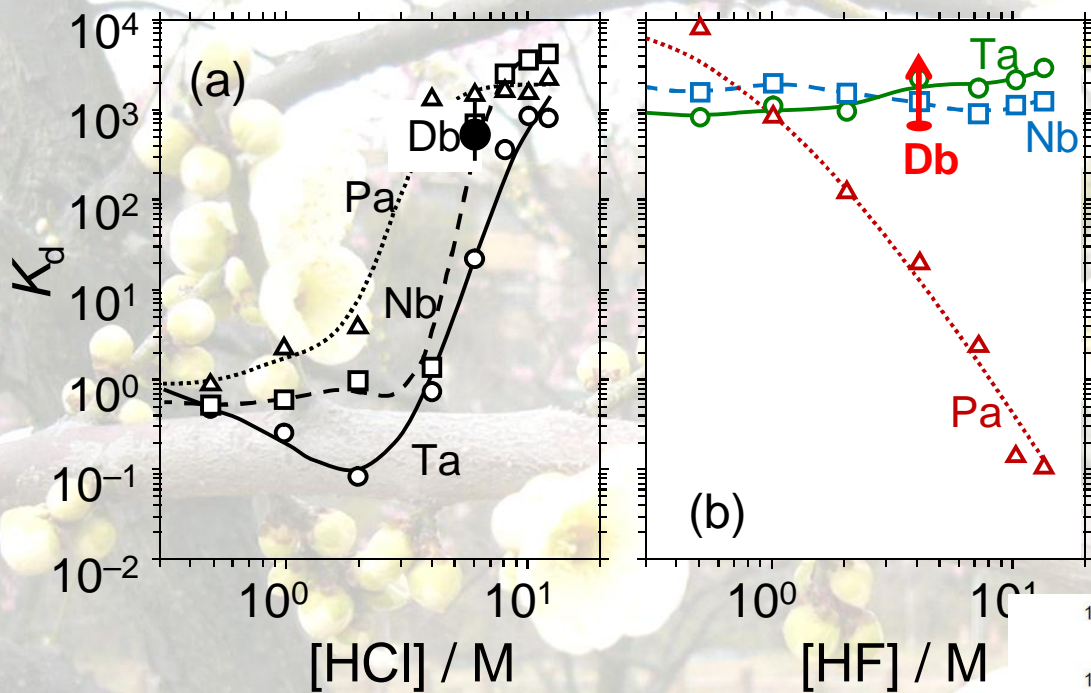 (a)
10⁴
10³
10²
10¹
10⁰
10⁻¹
10⁻²
K_d
Db
Pa
Nb
Ta
10⁰ 10¹
[HCl] / M
(b)
Ta
Nb
Db
Pa
10⁰ 10¹
[HF] / M
1